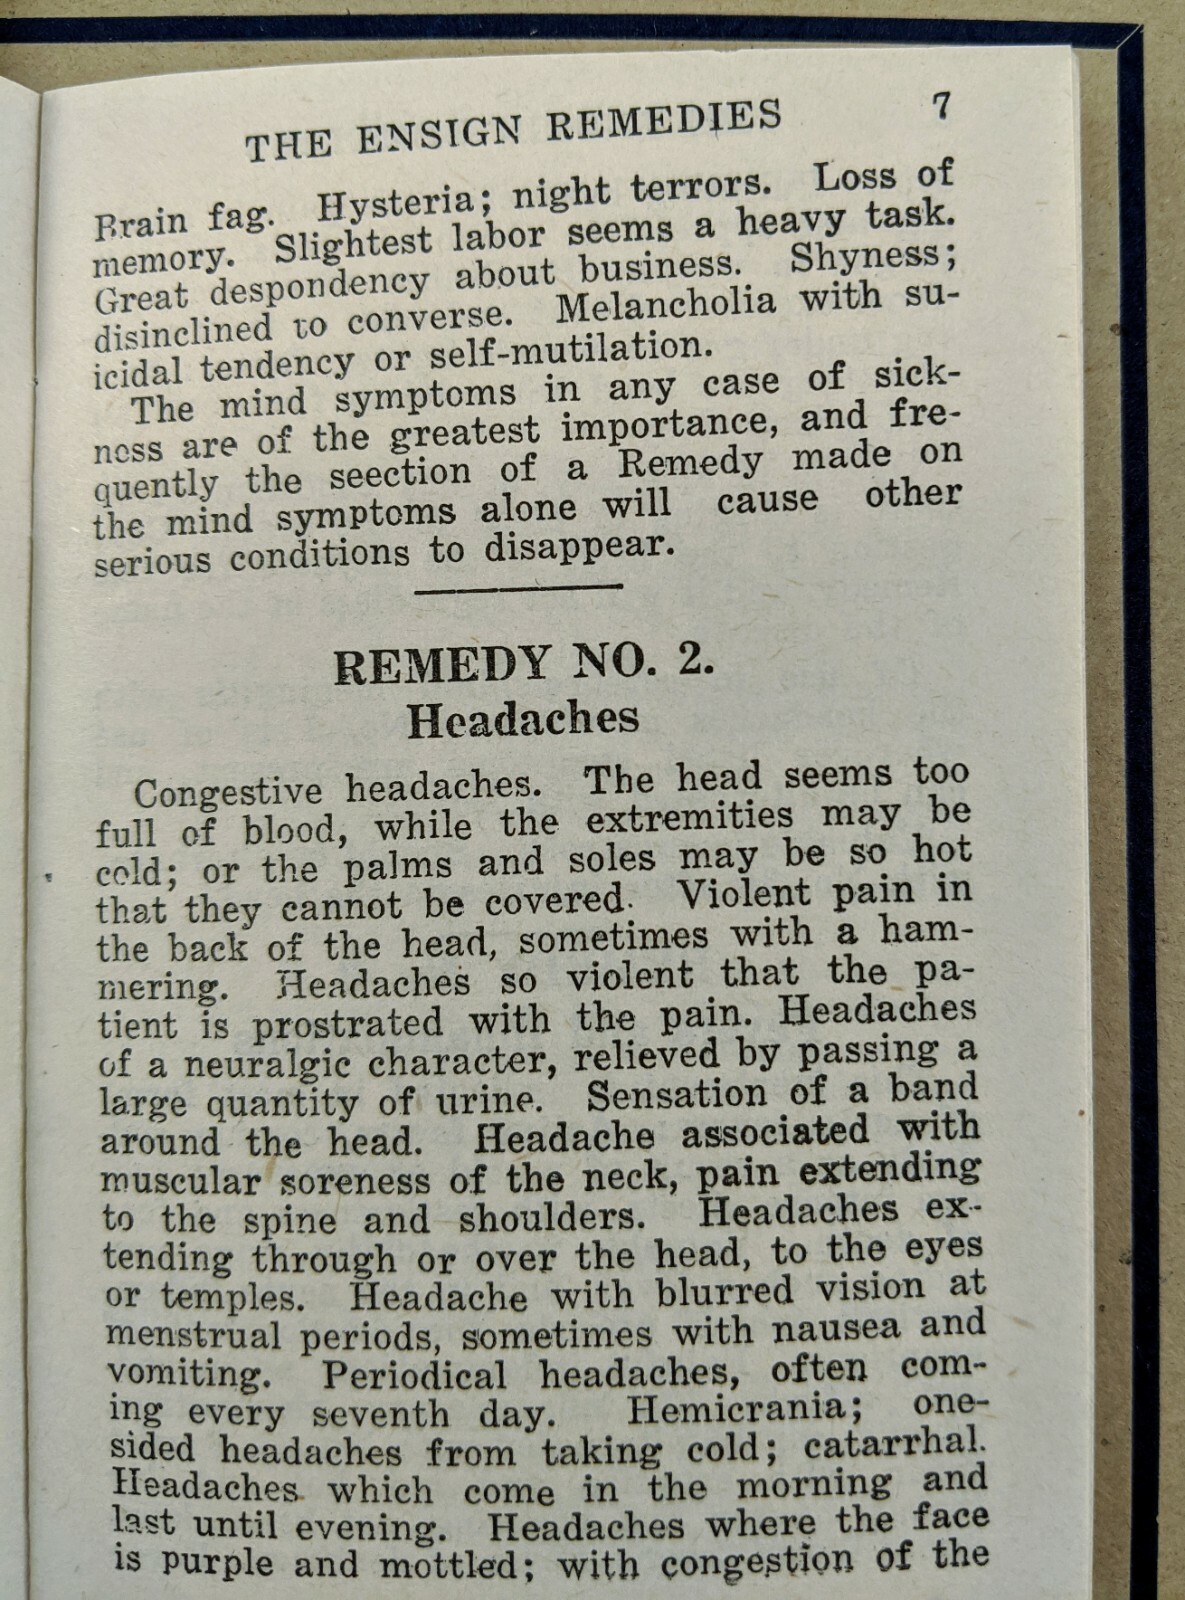 THE ENSIGN REMEDIES 7
Brain fag. Hysteria; night terrors. Loss of
memory. Slightest labor seems a heavy task.
Great despondency about business. Shyness;
disinclined to converse. Melancholia with su-
icidal tendency or self-mutilation.
The mind symptoms in any case of sick-
ness are of the greatest importance, and fre-
quently the seection of a Remedy made on
the mind symptoms alone will cause other
serious conditions to disappear.
REMEDY NO. 2.
Headaches
Congestive headaches. The head seems too
full of blood, while the extremities may be
cold; or the palms and soles may be so hot
that they cannot be covered. Violent pain in
the back of the head, sometimes with a ham-
mering. Headaches so violent that the pa-
tient is prostrated with the pain. Headaches
of a neuralgic character, relieved by passing a
large quantity of urine. Sensation of a band
around the head. Headache associated with
muscular soreness of the neck, pain extending
to the spine and shoulders. Headaches ex-
tending through or over the head, to the eyes
or temples. Headache with blurred vision at
menstrual periods, sometimes with nausea and
vomiting. Periodical headaches, often com-
ing every seventh day. Hemicrania; one-
sided headaches from taking cold; catarrhal.
Headaches which come in the morning and
last until evening. Headaches where the face
is purple and mottled; with congestion of the